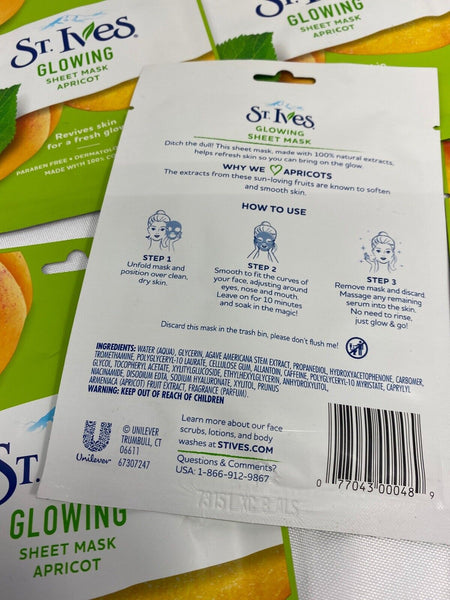 ST. IVES
GLOWING
SHEET MASK
APRICOT
Revives skin
for a fresh glow
PARABEN FREE • DERMATOLO
MADE WITH 100%
ST. IVES
GLOWING
SHEET MASK
Ditch the dull! This sheet mask, made with 100% natural extracts,
helps refresh skin so you can bring on the glow.
WHY WE APRICOTS
The extracts from these sun-loving fruits are known to soften
and smooth skin.
HOW TO USE
STEP 1
Unfold mask and
position over clean,
dry skin.
STEP 2
Smooth to fit the curves of
your face, adjusting around
eyes, nose and mouth.
Leave on for 10 minutes
and soak in the magic!
STEP 3
Remove mask and discard.
Massage any remaining
serum into the skin.
No need to rinse,
just glow & go!
Discard this mask in the trash bin, please don't flush me!
INGREDIENTS: WATER (AQUA), GLYCERIN, AGAVE AMERICANA STEM EXTRACT, PROPANEDIOL, HYDROXYACETOPHENONE, CARBOMER,
TROMETHAMINE, POLYGLYCERYL-10 LAURATE, CELLULOSE GUM, ALLANTOIN, CAFFEINE, POLYGLYCERYL-10 MYRISTATE, CAPRYLYL
GLYCOL, TOCOPHERYL ACETATE, XYLITYLGLUCOSIDE, ETHYLHEXYLGLYCERIN, ANHYDROXYLITOL,
NIACINAMIDE, DISODIUM EDTA, SODIUM HYALURONATE, XYLITOL, PRUNUS
ARMENIACA (APRICOT) FRUIT EXTRACT, FRAGRANCE (PARFUM).
WARNING: KEEP OUT OF REACH OF CHILDREN
Unilever
© UNILEVER
TRUMBULL, CT
06611
67307247
Learn more about our face
scrubs, lotions, and body
washes at STIVES.COM
Questions & Comments?
USA: 1-866-912-9867
0 77043 00048 9
ST. IV
GLOWING
SHEET MASK
APRICOT